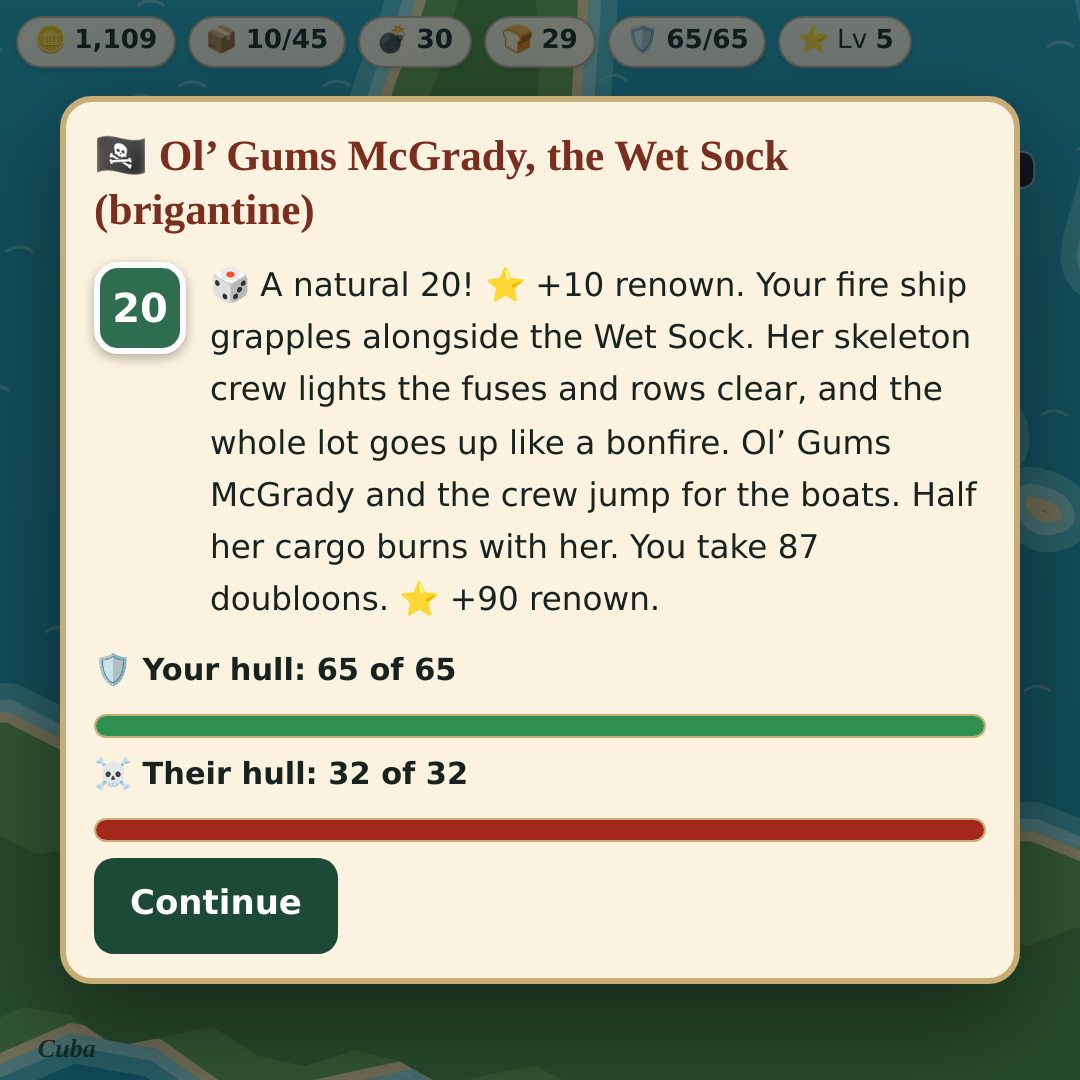 1,109
10/45
30
29
65/65
Lv 5
Ol’ Gums McGrady, the Wet Sock
(brigantine)
20
A natural 20! ⭐ +10 renown. Your fire ship
grapples alongside the Wet Sock. Her skeleton
crew lights the fuses and rows clear, and the
whole lot goes up like a bonfire. Ol’ Gums
McGrady and the crew jump for the boats. Half
her cargo burns with her. You take 87
doubloons. ⭐ +90 renown.
Your hull: 65 of 65
Their hull: 32 of 32
Continue
Cuba